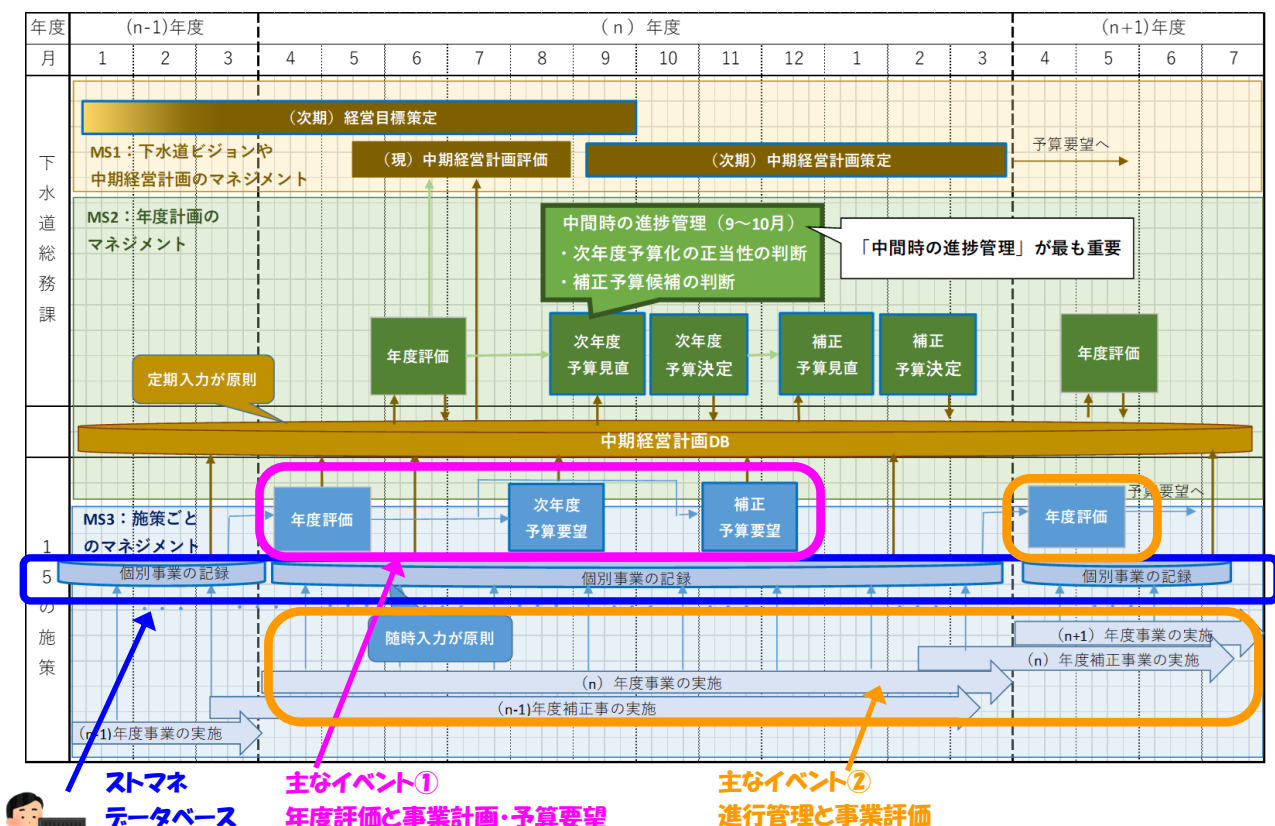 年度
(n-1)年度
（n）年度
(n+1)年度
月
1 2 3 4 5 6 7 8 9 10 11 12 1 2 3 4 5 6 7
下水道総務課
（次期）経営目標策定
MS1：下水道ビジョンや
中期経営計画のマネジメント
（現）中期経営計画評価
（次期）中期経営計画策定
予算要望へ
MS2：年度計画の
マネジメント
中間時の進捗管理（9～10月）
・次年度予算化の正当性の判断
・補正予算候補の判断
「中間時の進捗管理」が最も重要
年度評価
次年度
予算見直
次年度
予算決定
補正
予算見直
補正
予算決定
年度評価
定期入力が原則
中期経営計画DB
15の施策
MS3：施策ごと
のマネジメント
年度評価
次年度
予算要望
補正
予算要望
年度評価
予算要望へ
個別事業の記録
個別事業の記録
個別事業の記録
随時入力が原則
(n+1）年度事業の実施
（n）年度補正事業の実施
（n）年度事業の実施
(n-1)年度補正事の実施
(n-1)年度事業の実施
ストマネ
データベース
主なイベント①
年度評価と事業計画・予算要望
主なイベント②
進行管理と事業評価